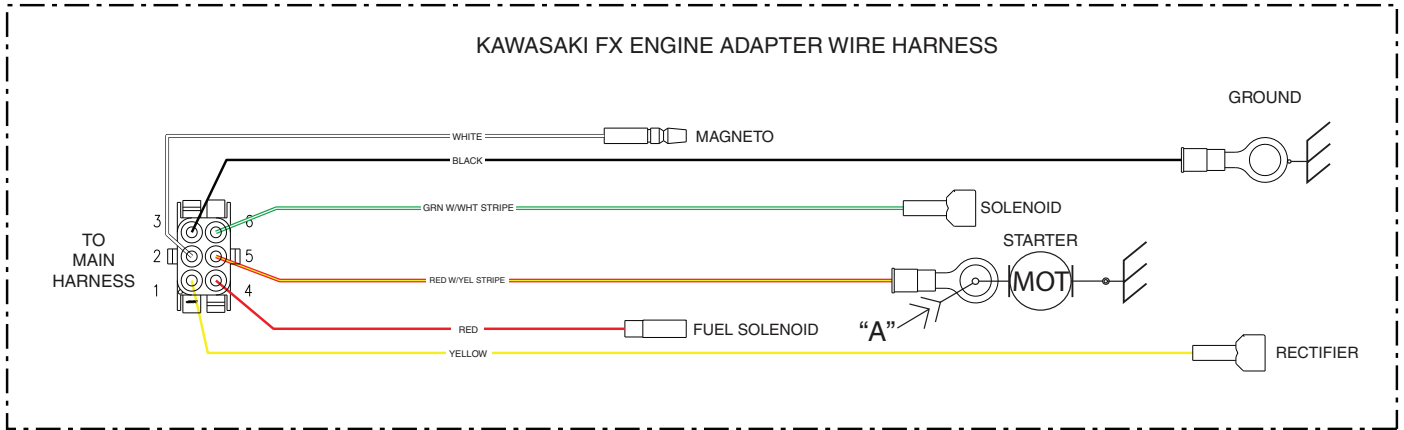 KAWASAKI FX ENGINE ADAPTER WIRE HARNESS
GROUND
WHITE
MAGNETO
BLACK
GRN W/WHT STRIPE
SOLENOID
3
6
STARTER
TO
MAIN
HARNESS
2
5
RED W/YEL STRIPE
MOT
1
4
RED
FUEL SOLENOID
“A”
YELLOW
RECTIFIER